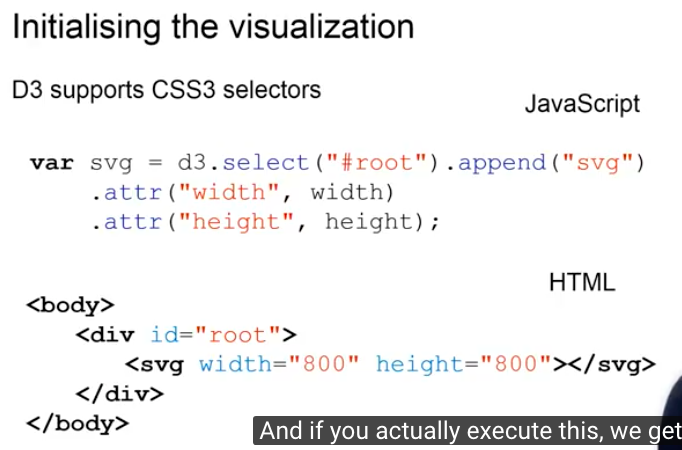 Initialising the visualization
D3 supports CSS3 selectors
JavaScript
var svg = d3.select("#root").append("svg")
.attr("width", width)
.attr("height", height);
HTML
<body>
<div id="root">
<svg width="800" height="800"></svg>
</div>
</body>
And if you actually execute this, we get